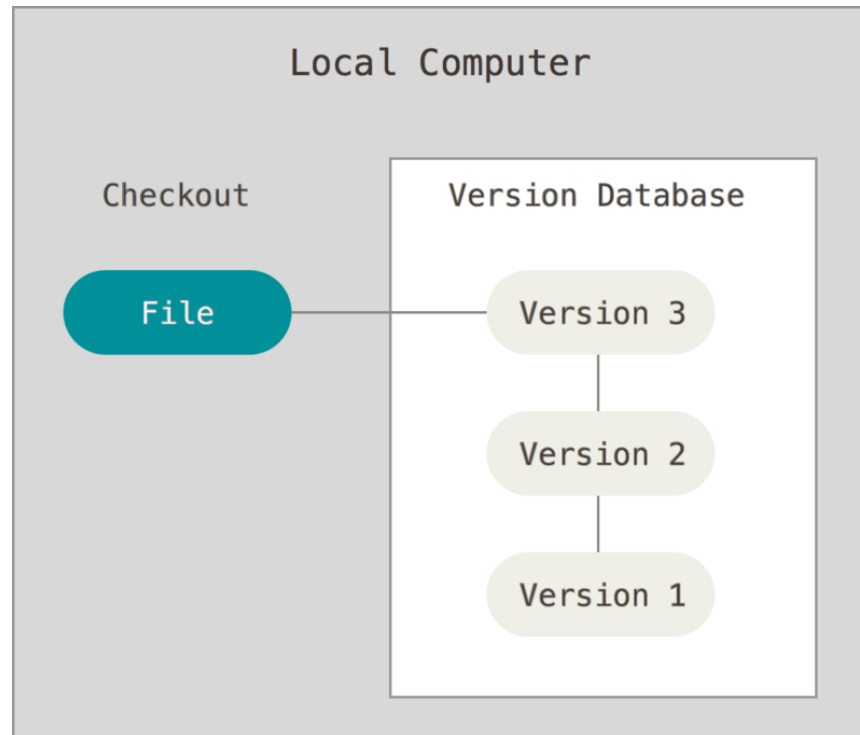 Local Computer
Checkout
Version Database
File
Version 3
Version 2
Version 1